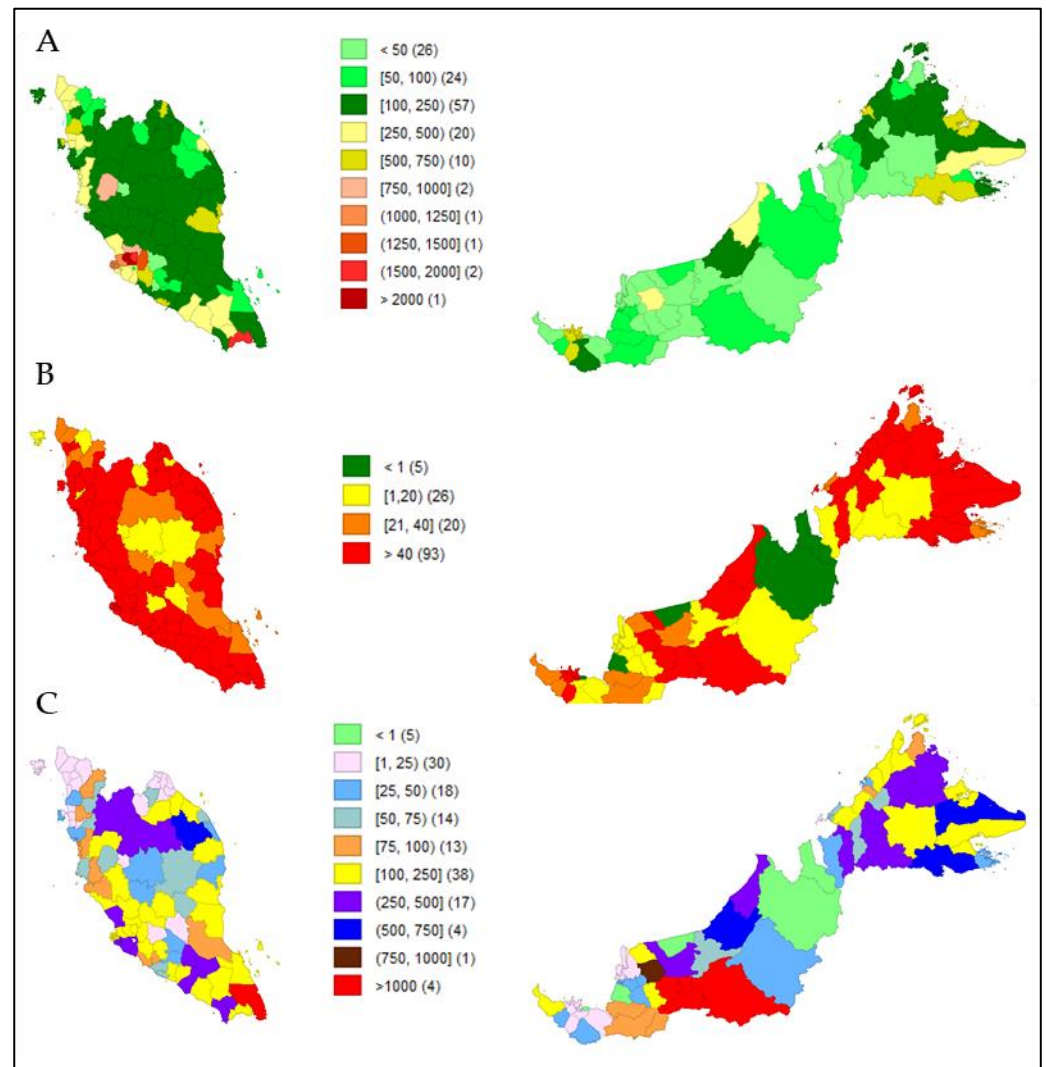 A
< 50 (26)
[50, 100) (24)
[100, 250) (57)
[250, 500) (20)
[500, 750) (10)
[750, 1000] (2)
(1000, 1250] (1)
(1250, 1500] (1)
(1500, 2000] (2)
> 2000 (1)
B
< 1 (5)
[1,20) (26)
[21, 40] (20)
> 40 (93)
C
< 1 (5)
[1, 25) (30)
[25, 50) (18)
[50, 75) (14)
[75, 100) (13)
[100, 250] (38)
(250, 500] (17)
(500, 750] (4)
(750, 1000] (1)
>1000 (4)